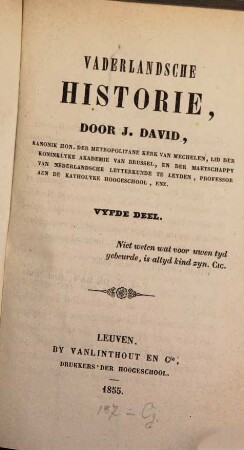 VADERLANDSCHE
HISTORIE,
DOOR J. DAVID,
KANONIK HON. DER METROPOLITANE KERK VAN MECHELEN, LID DER
KONINKLYKE AKADEMIE VAN BRUSSEL, EN DER MAETSCHAPPY
VAN NEDERLANDSCHE LETTERKUNDE TE LEYDEN, PROFESSOR
AEN DE KATHOLYKE HOOGESCHOOL, ENZ.
VYFDE DEEL.
Niet weten wat voor uwen tyd
gebeurde, is altyd kind zyn. CIC.
LEUVEN.
BY VANLINTHOUT EN Cie,
DRUKKERS DER HOOGESCHOOL.
1855.